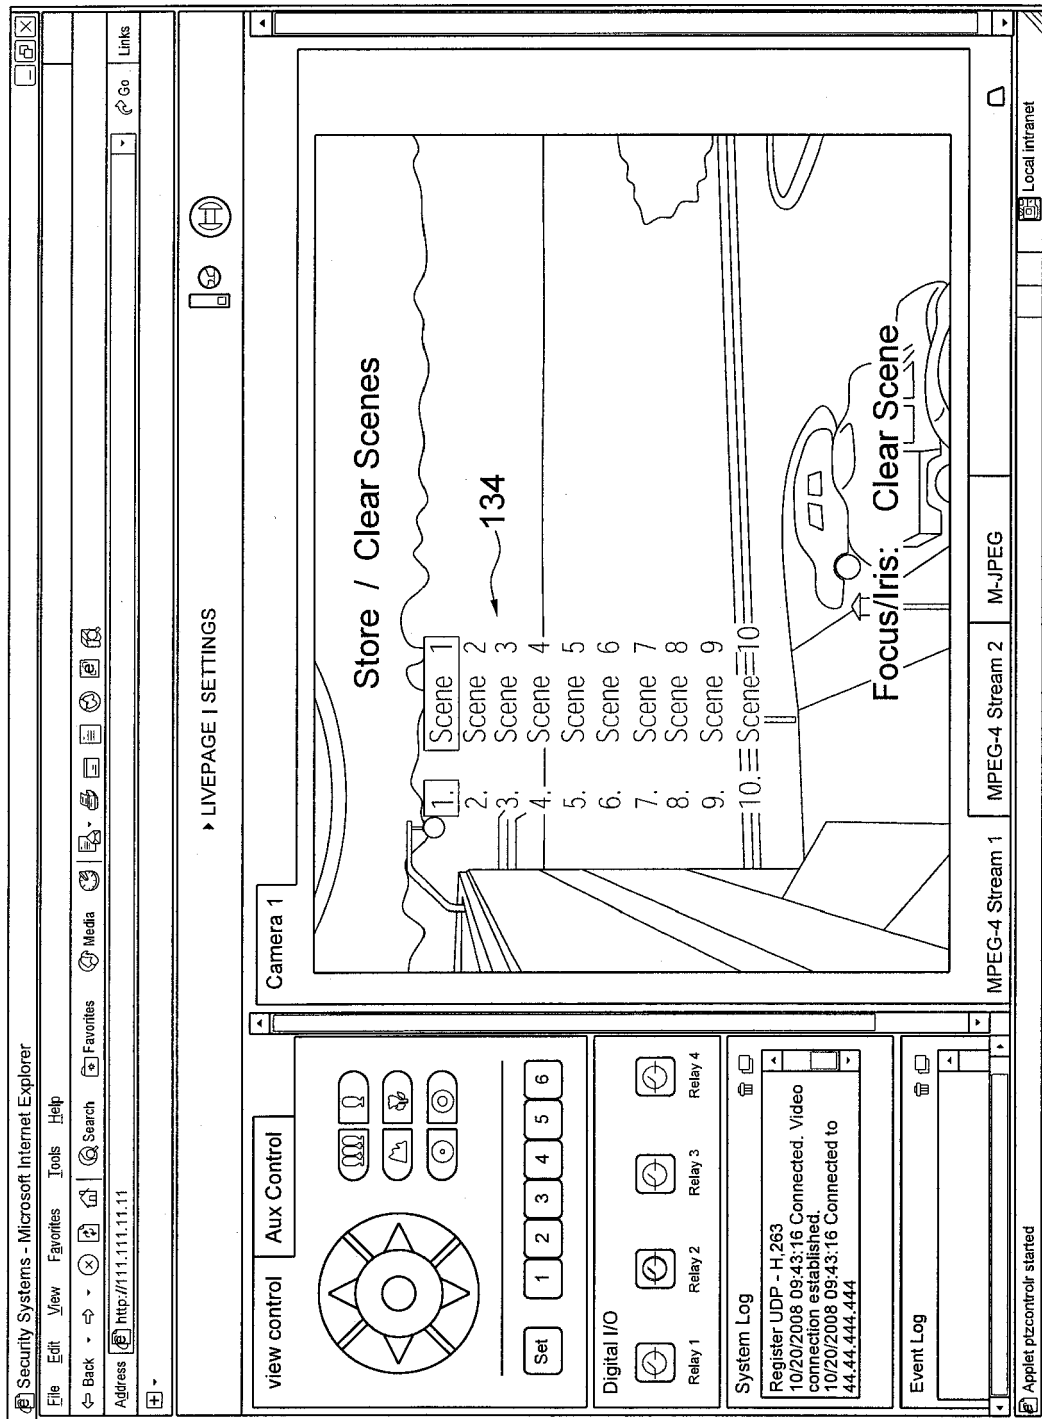 Security Systems - Microsoft Internet Explorer
File Edit View Favorites Tools Help
Back Search Favorites Media
Address http://111.111.11.11 Go Links
LIVEPAGE | SETTINGS
view control Aux Control
Set 1 2 3 4 5 6
Digital I/O
Relay 1 Relay 2 Relay 3 Relay 4
System Log
Register UDP - H,263
10/20/2008 09:43:16 Connected. Video
connection established.
10/20/2008 09:43:16 Connected to
44.44.444.444
Event Log
Camera 1
Store / Clear Scenes
1. Scene 1
2. Scene 2
3. Scene 3
4. Scene 4
5. Scene 5
6. Scene 6
7. Scene 7
8. Scene 8
9. Scene 9
10. Scene 10
134
Focus/Iris: Clear Scene
MPEG-4 Stream 1 MPEG-4 Stream 2 M-JPEG
Applet ptzcontrolr started Local intranet